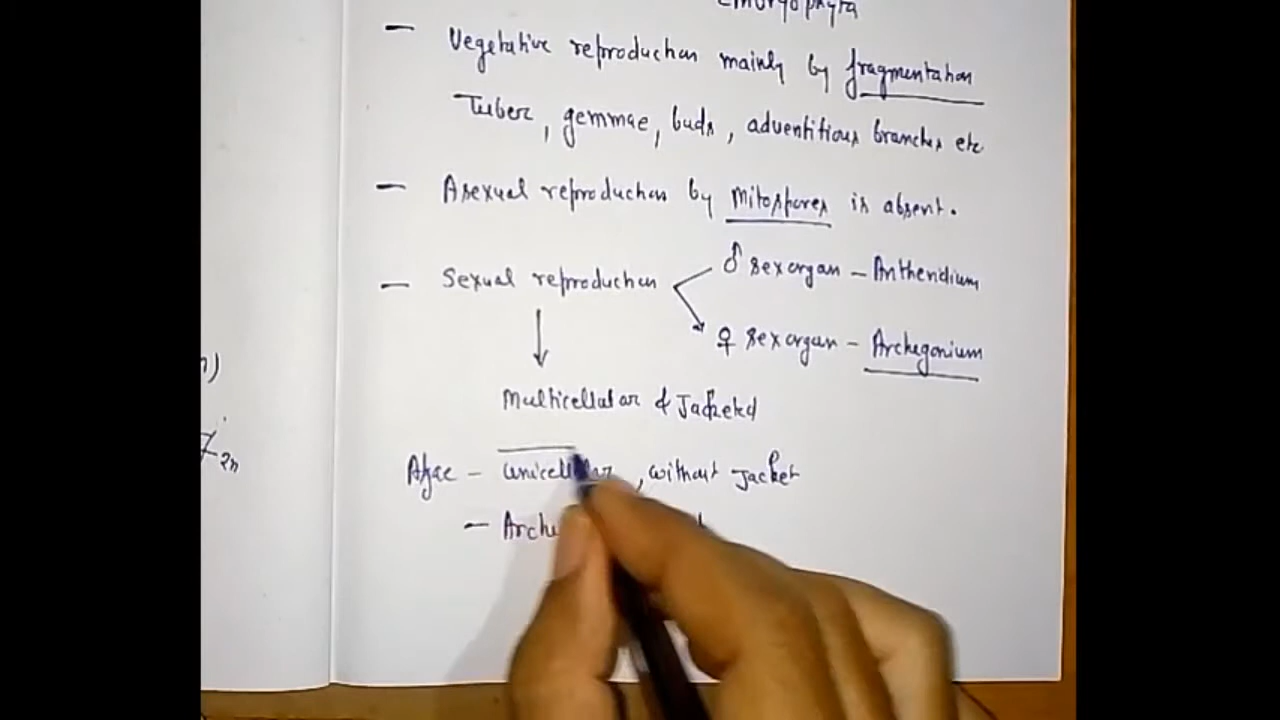 Embryophyta
– Vegetative reproduction mainly by fragmentation
Tuber, gemmae, buds, adventitious branches etc
– Asexual reproduction by Mitospores is absent.
– Sexual reproduction
♂ sex organ – Antheridium
♀ sex organ – Archegonium
Multicellular & Jacketed
Algae – unicellular, without Jacket
–
n)
2n